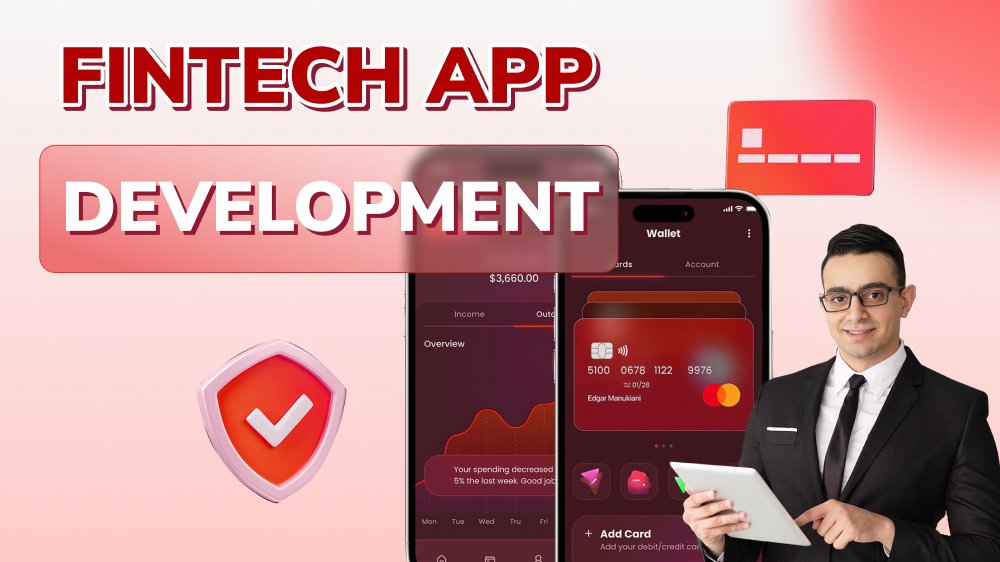 FINTECH APP
DEVELOPMENT
$3,660.00
Income
Overview
Your spending decreased
5% the last week. Good job
Mon Tue Wed Tru Fri
Wallet
Account
5100 0678 1122 9976
01/28
Edgar Manukiani
+ Add Card
Add your debit/credit